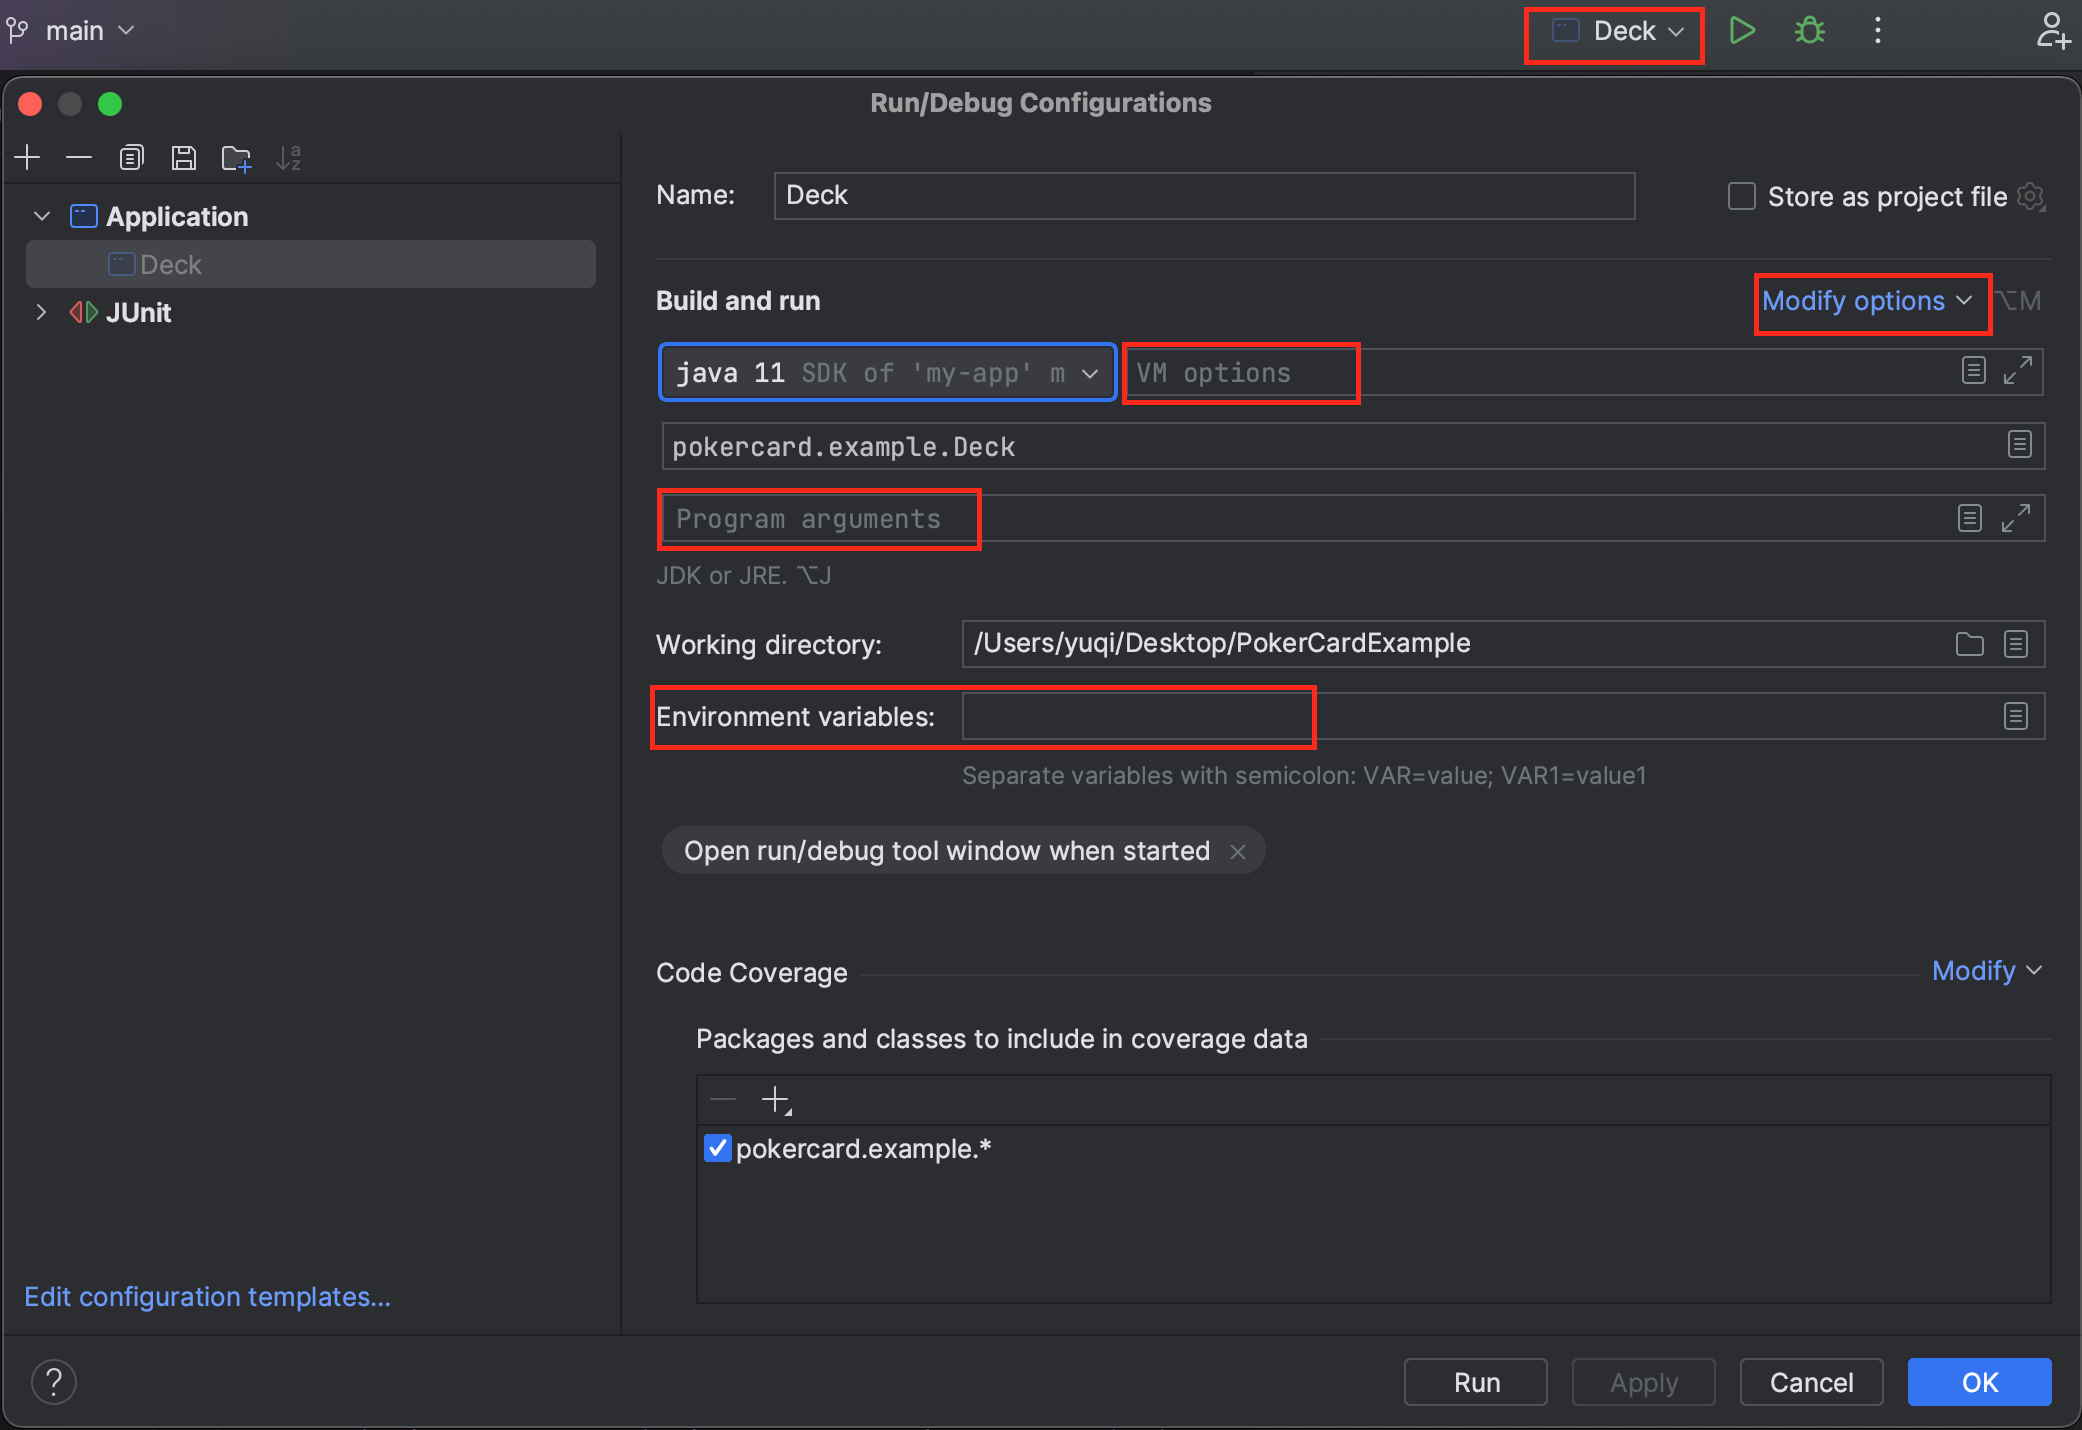 main
Deck
Run/Debug Configurations
Name:
Deck
Store as project file
Application
Deck
JUnit
Build and run
Modify options
⌥M
java 11 SDK of 'my-app' m
VM options
pokercard.example.Deck
Program arguments
JDK or JRE. ⌥J
Working directory:
/Users/yuqi/Desktop/PokerCardExample
Environment variables:
Separate variables with semicolon: VAR=value; VAR1=value1
Open run/debug tool window when started
Code Coverage
Modify
Packages and classes to include in coverage data
pokercard.example.*
Edit configuration templates...
?
Run
Apply
Cancel
OK